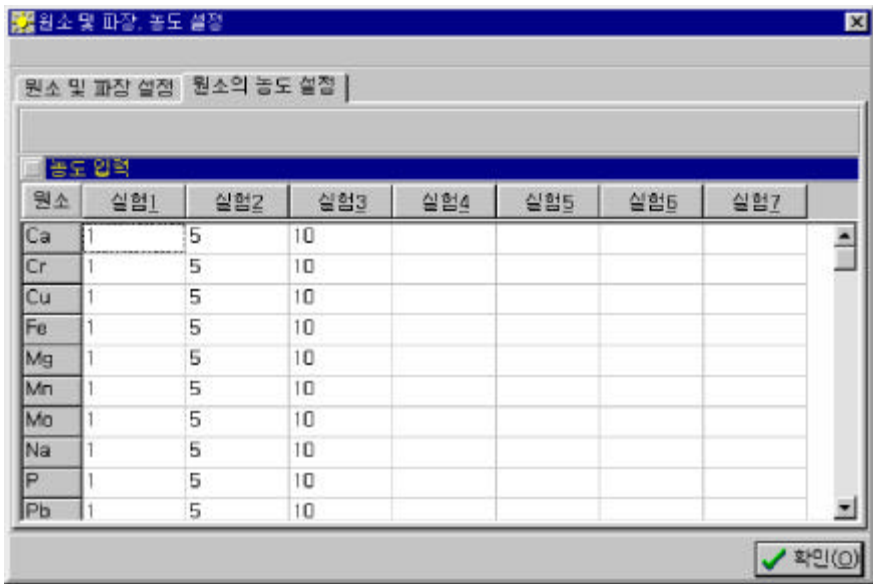 원소 및 파장, 농도 설정
원소 및 파장 설정 원소의 농도 설정
농도 입력
원소 실험1 실험2 실험3 실험4 실험5 실험6 실험7
Ca 1 5 10
Cr 1 5 10
Cu 1 5 10
Fe 1 5 10
Mg 1 5 10
Mn 1 5 10
Mo 1 5 10
Na 1 5 10
P 1 5 10
Pb 1 5 10
확인(O)